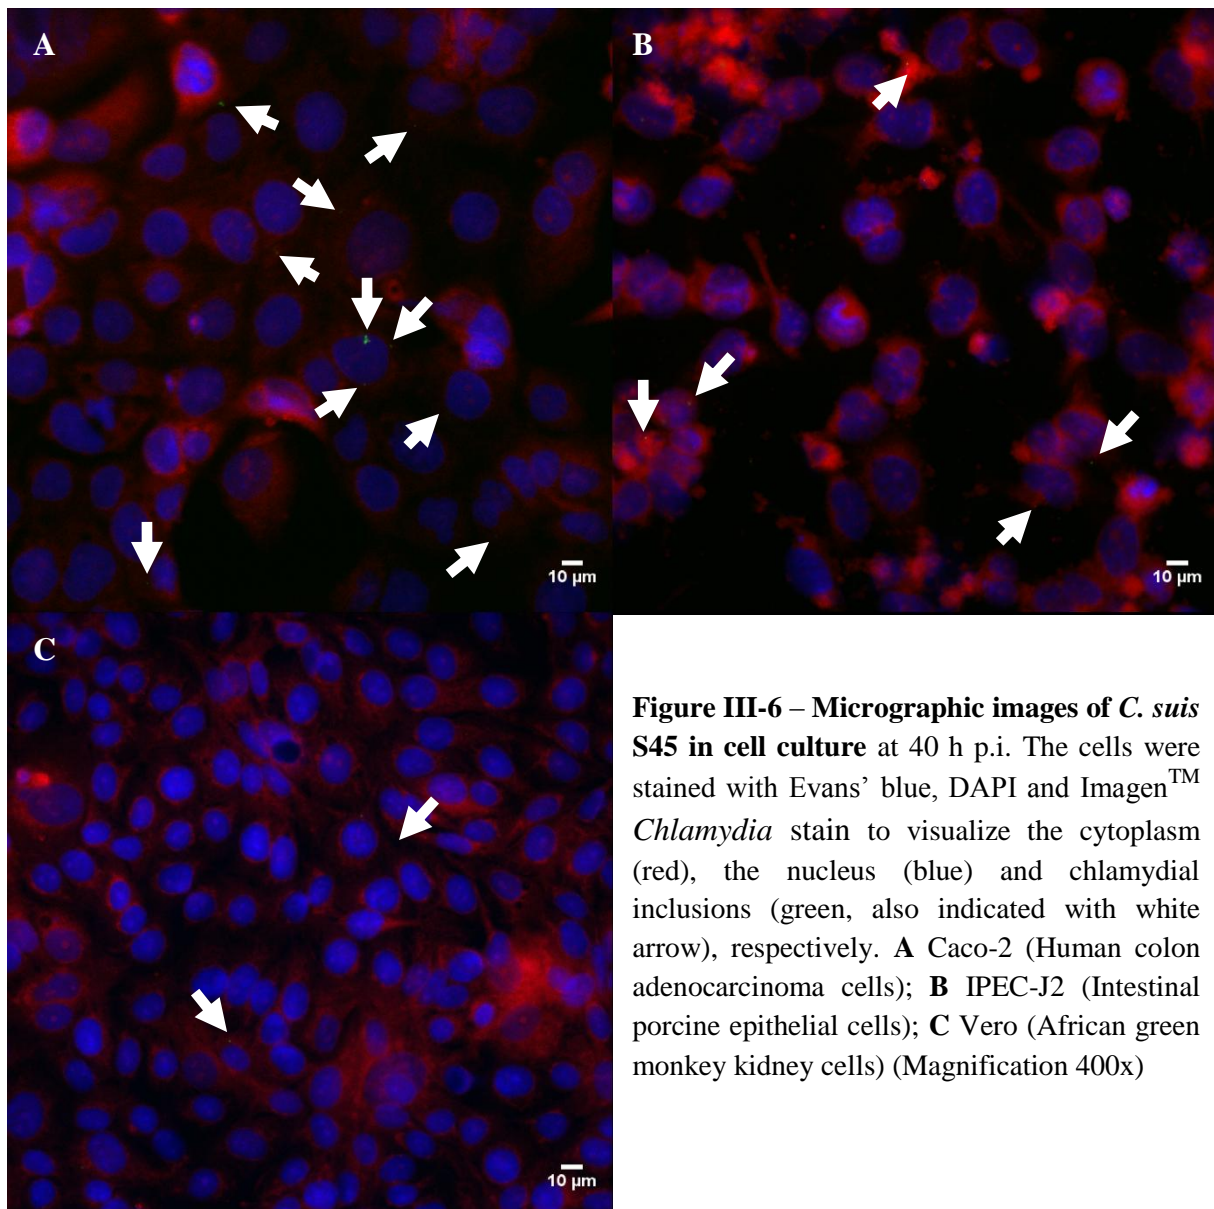 A
B
10 µm
10 µm
C
10 µm
Figure III-6 – Micrographic images of C. suis
S45 in cell culture at 40 h p.i. The cells were
stained with Evans’ blue, DAPI and Imagen™
Chlamydia stain to visualize the cytoplasm
(red), the nucleus (blue) and chlamydial
inclusions (green, also indicated with white
arrow), respectively. A Caco-2 (Human colon
adenocarcinoma cells); B IPEC-J2 (Intestinal
porcine epithelial cells); C Vero (African green
monkey kidney cells) (Magnification 400x)